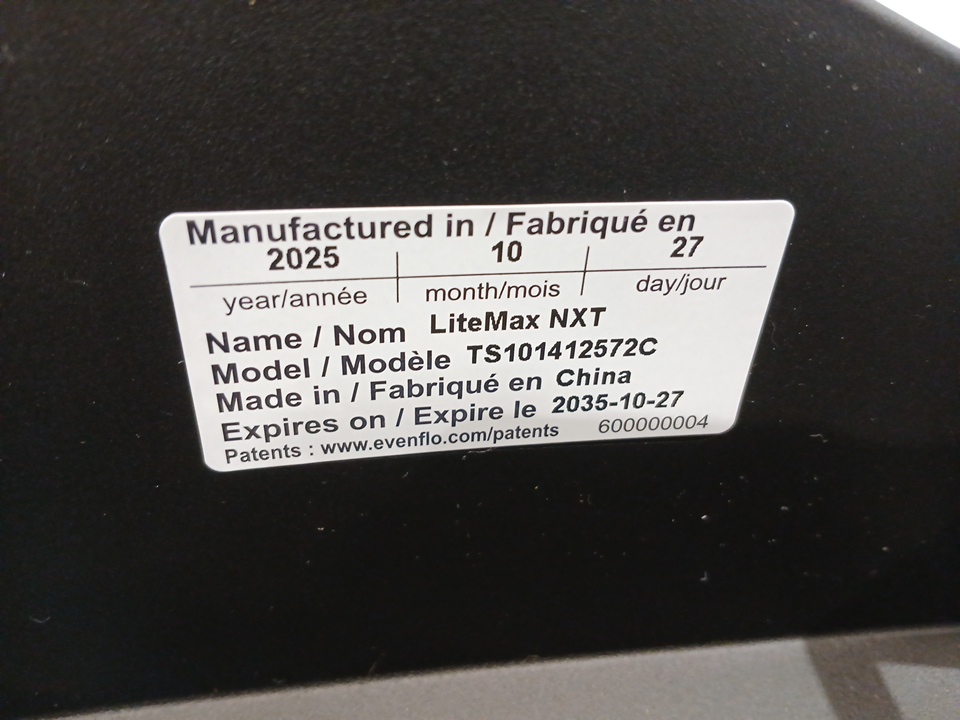 Manufactured in / Fabriqué en
2025 10 27
year/année month/mois day/jour
Name / Nom LiteMax NXT
Model / Modèle TS101412572C
Made in / Fabriqué en China
Expires on / Expire le 2035-10-27
Patents : www.evenflo.com/patents 600000004